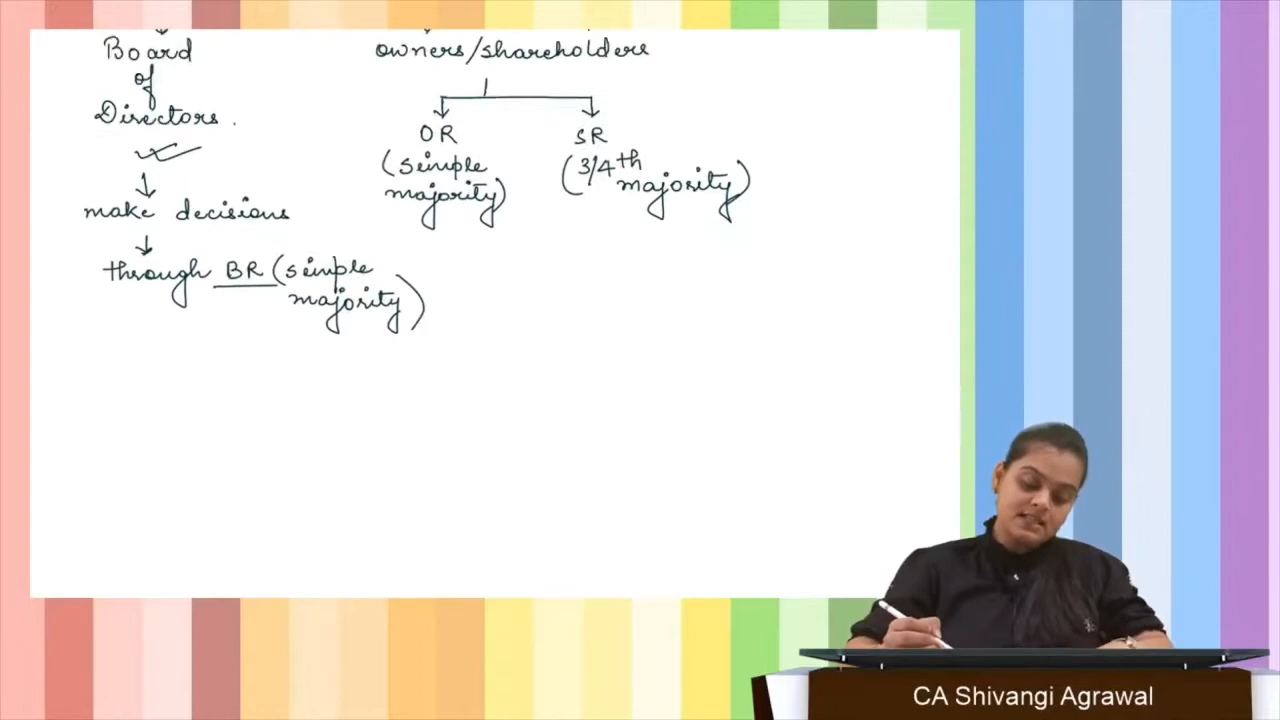 Board
of
Directors.
make decisions
through BR (simple
majority)
owners/shareholders
OR
(simple
majority)
SR
(3/4th
majority)
CA Shivangi Agrawal